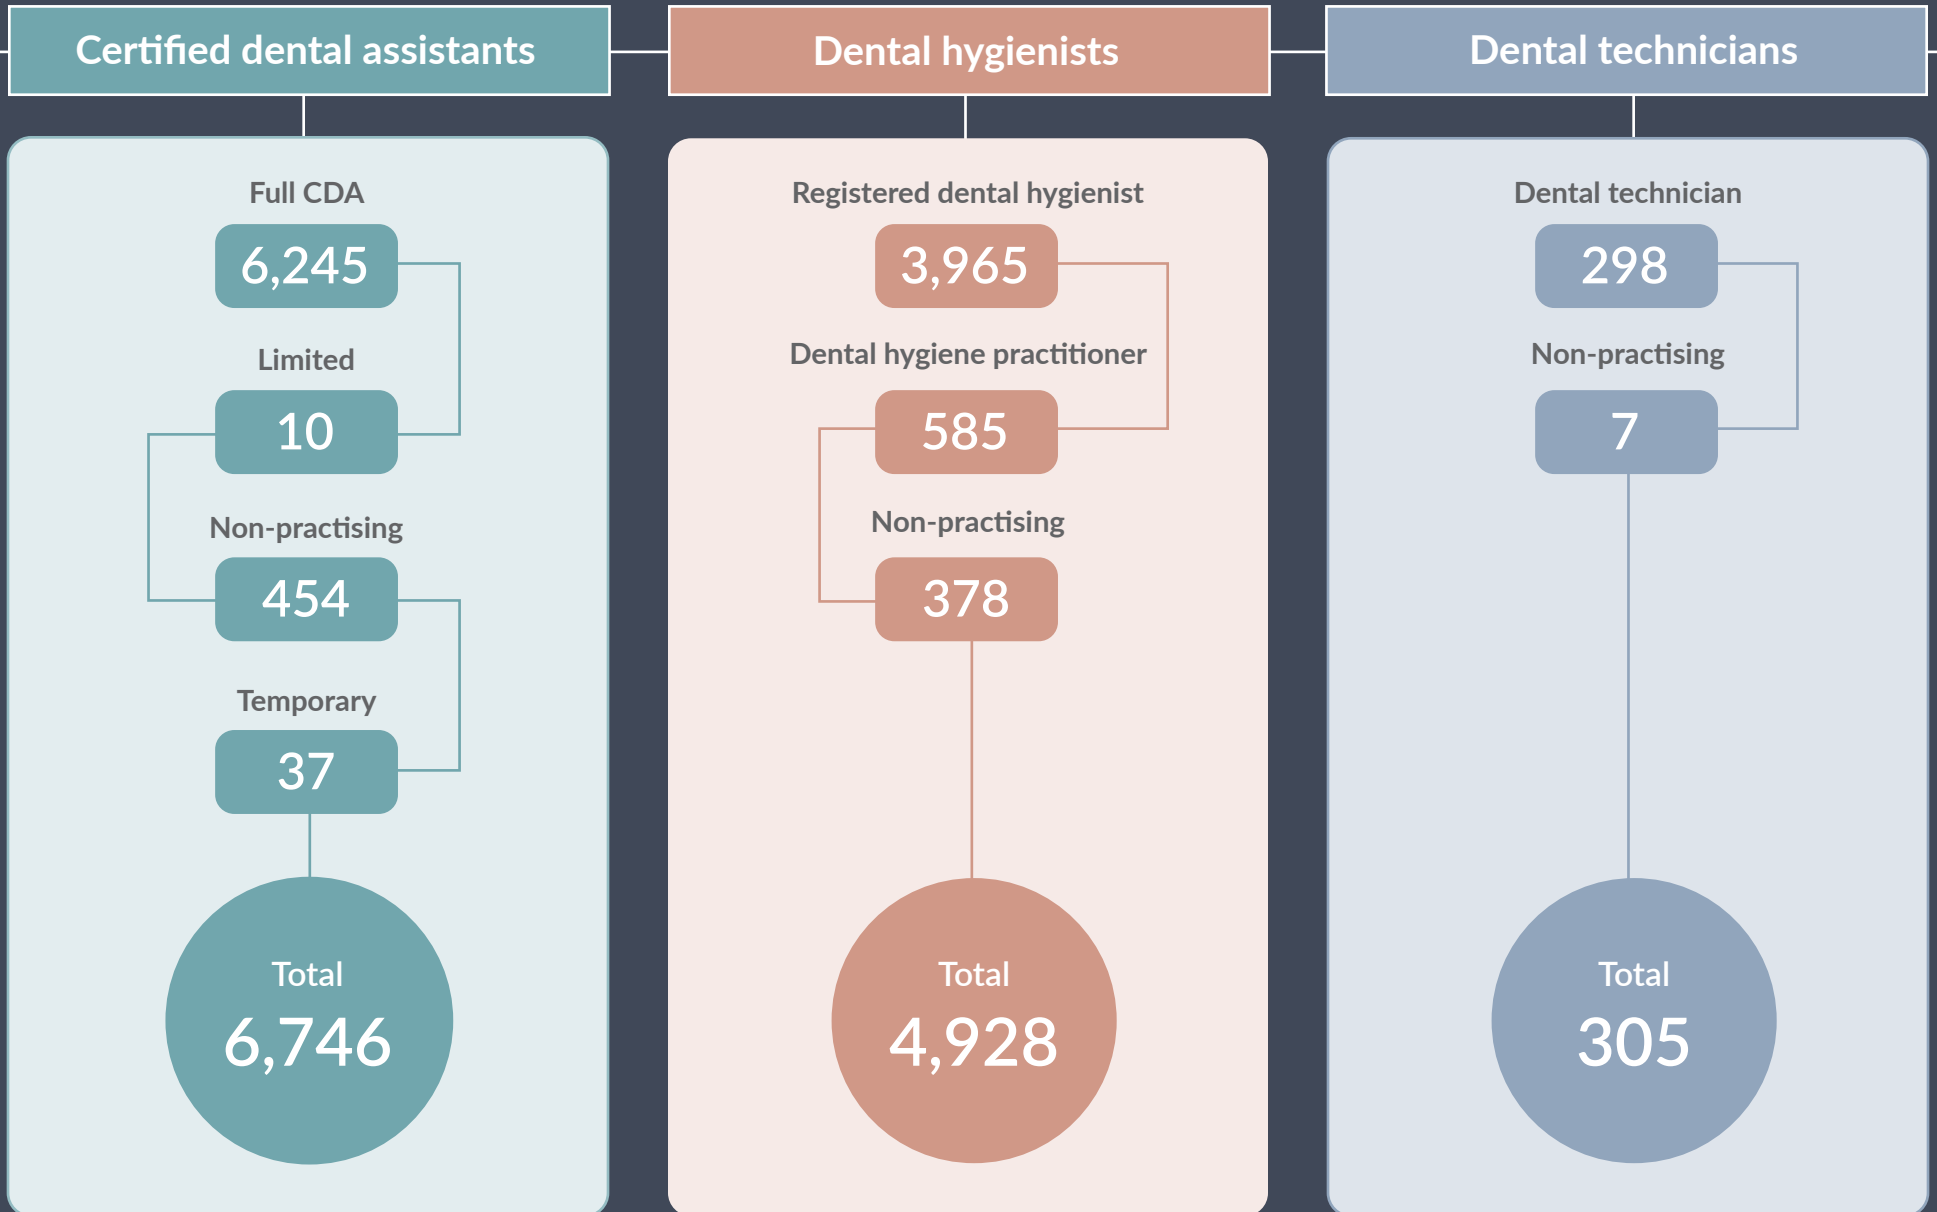 Certified dental assistants
Full CDA
6,245
Limited
10
Non-practising
454
Temporary
37
Total
6,746
Dental hygienists
Registered dental hygienist
3,965
Dental hygiene practitioner
585
Non-practising
378
Total
4,928
Dental technicians
Dental technician
298
Non-practising
7
Total
305